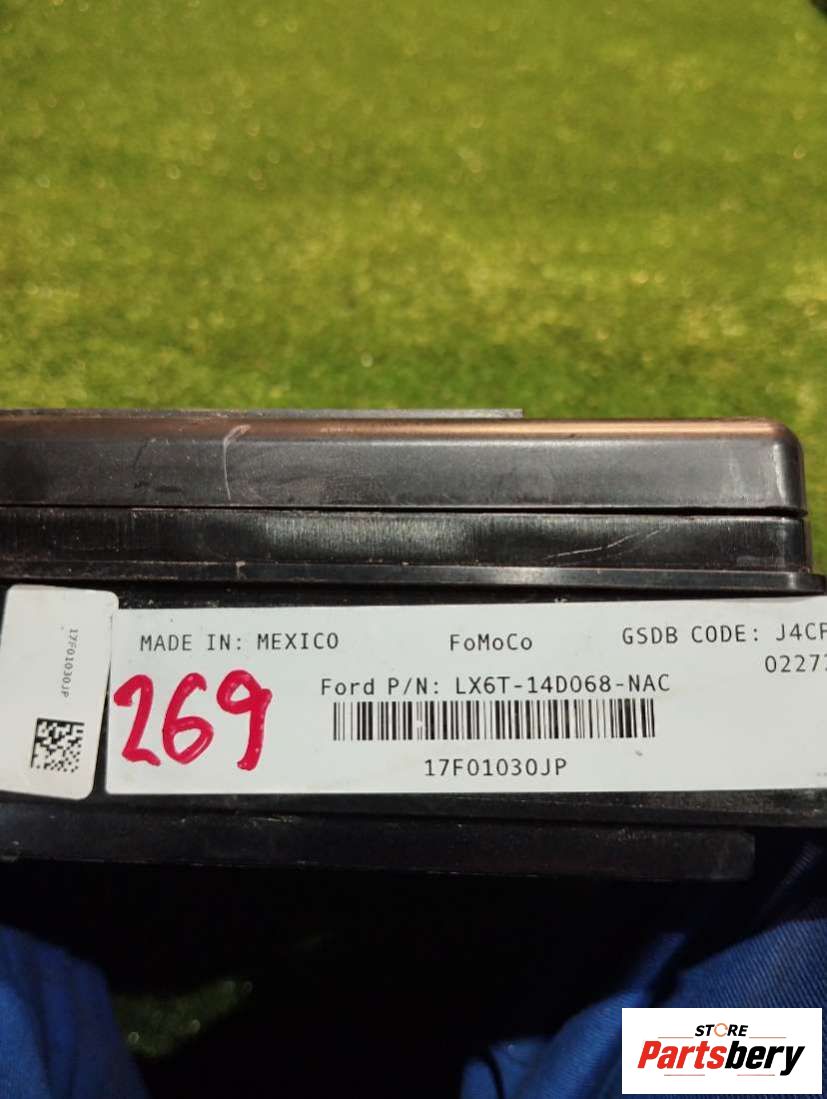 MADE IN: MEXICO FoMoCo GSDB CODE: J4CF
0227
Ford P/N: LX6T-14D068-NAC
17F01030JP
17F01030JP
269
STORE
Partsbery